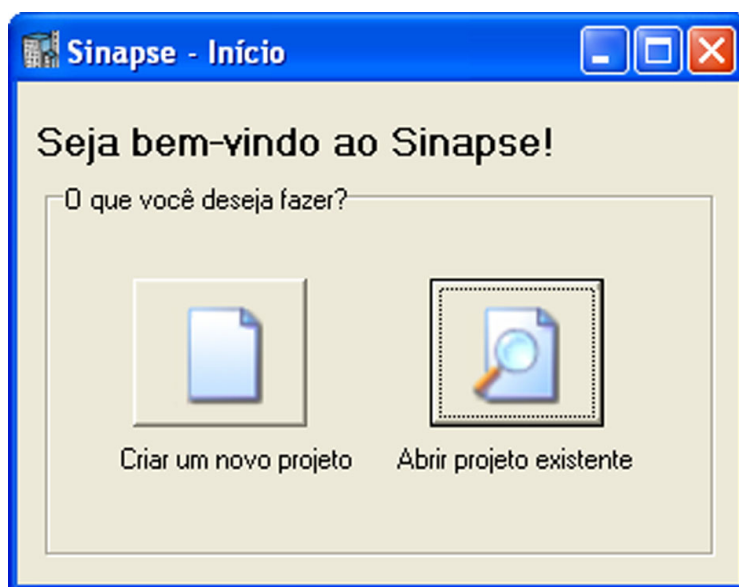 Sinapse - Início
Seja bem-vindo ao Sinapse!
O que você deseja fazer?
Criar um novo projeto
Abrir projeto existente